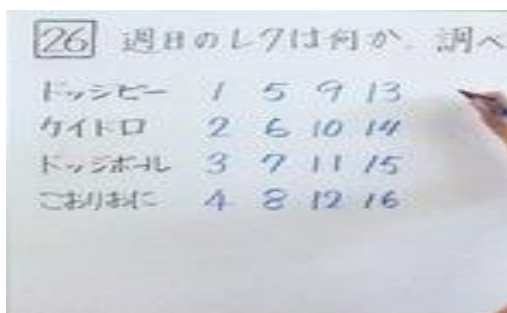 26 週目のレクは何か、調べ
ドッジビー 1 5 9 13
ケイドロ 2 6 10 14
ドッジボール 3 7 11 15
こおりおに 4 8 12 16